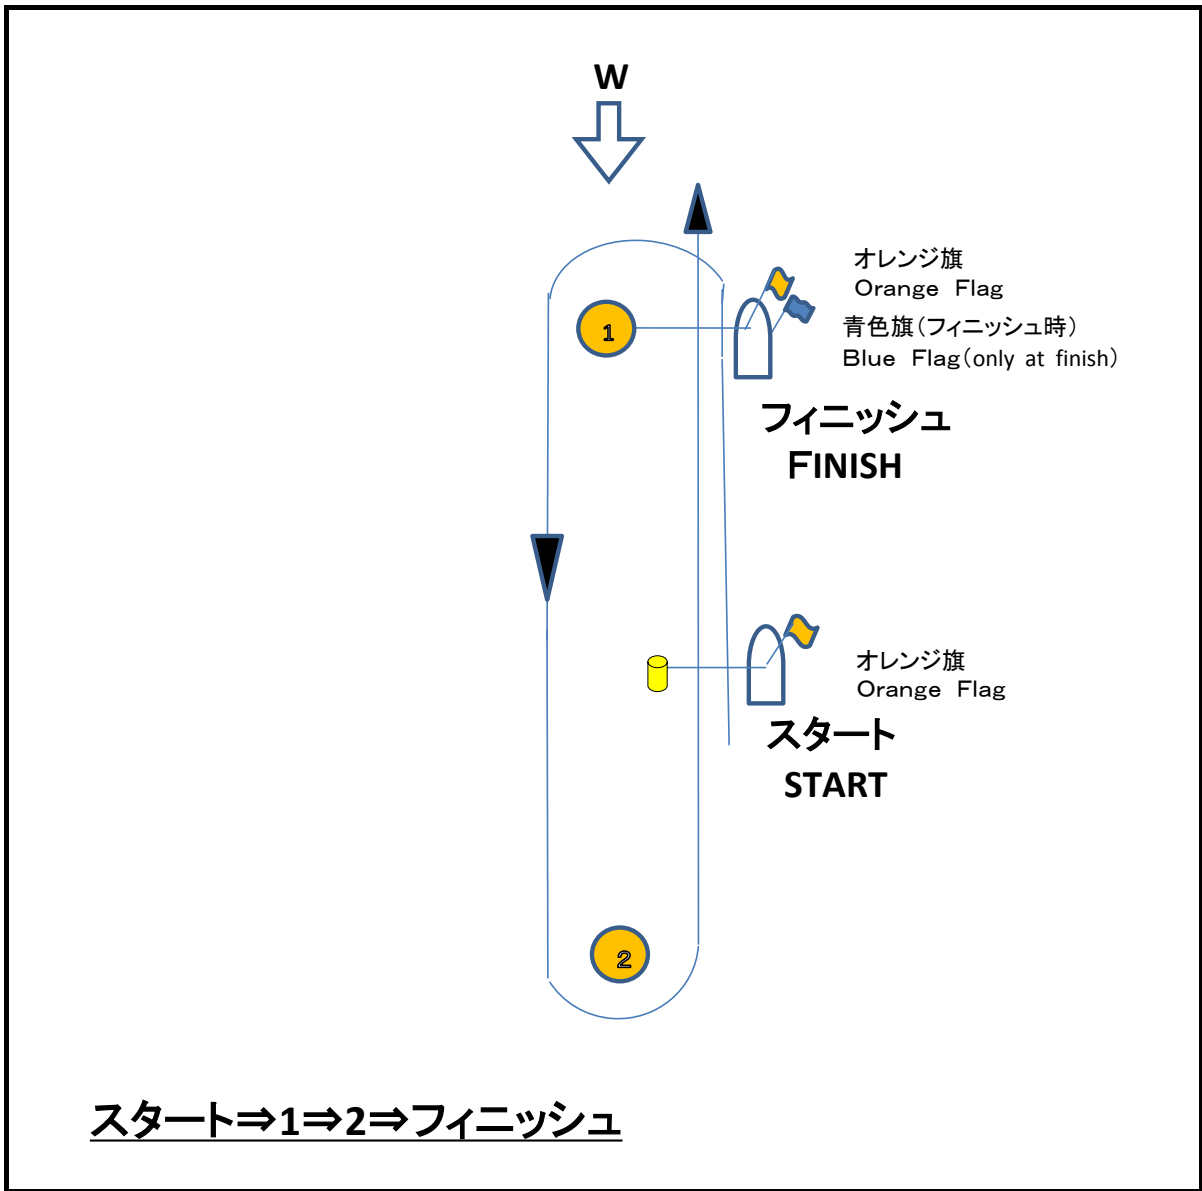 W
オレンジ旗
Orange Flag
青色旗(フィニッシュ時)
Blue Flag(only at finish)
1
フィニッシュ
FINISH
オレンジ旗
Orange Flag
スタート
START
2
スタート⇒1⇒2⇒フィニッシュ